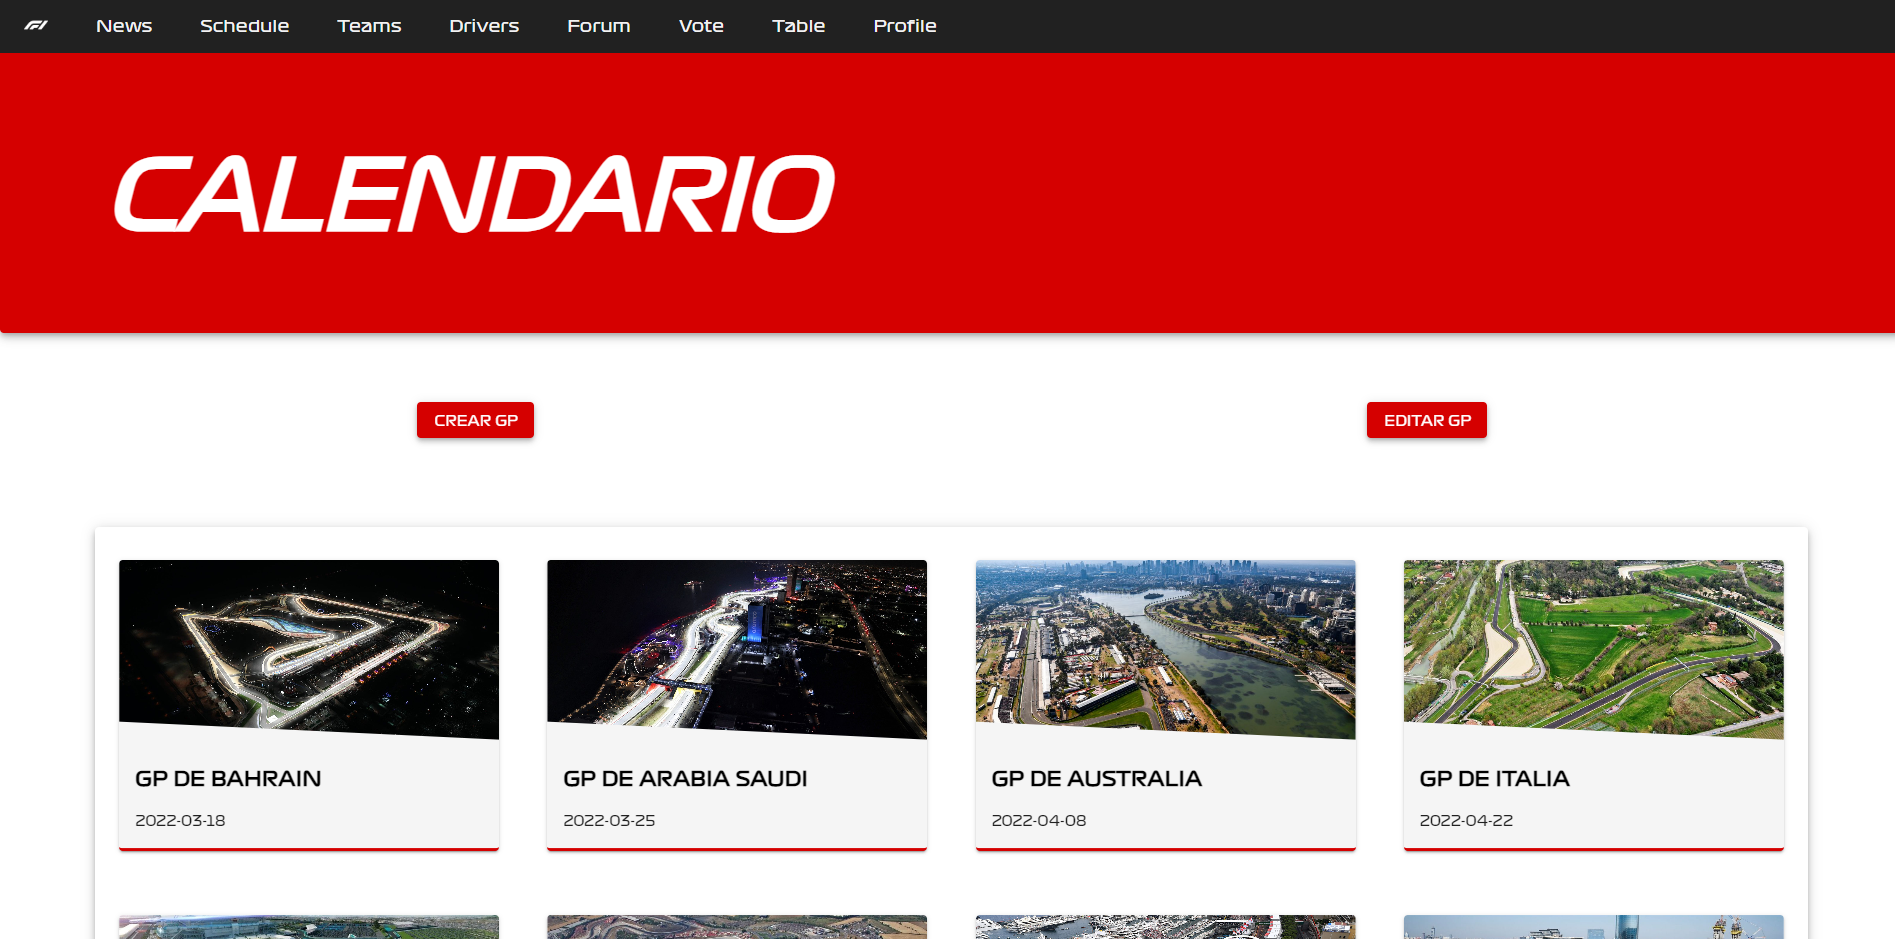 F1 News Schedule Teams Drivers Forum Vote Table Profile
CALENDARIO
CREAR GP EDITAR GP
GP DE BAHRAIN GP DE ARABIA SAUDI GP DE AUSTRALIA GP DE ITALIA
2022-03-18 2022-03-25 2022-04-08 2022-04-22